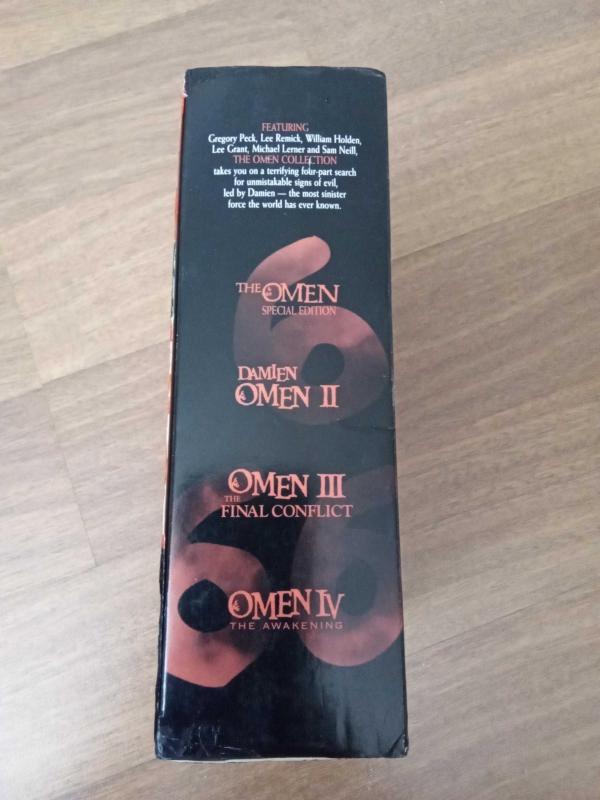 FEATURING
Gregory Peck, Lee Remick, William Holden,
Lee Grant, Michael Lerner and Sam Neill,
THE OMEN COLLECTION
takes you on a terrifying four-part search
for unmistakable signs of evil,
led by Damien — the most sinister
force the world has ever known.
THE OMEN
SPECIAL EDITION
DAMIEN
OMEN II
OMEN III
THE
FINAL CONFLICT
OMEN IV
THE AWAKENING
666